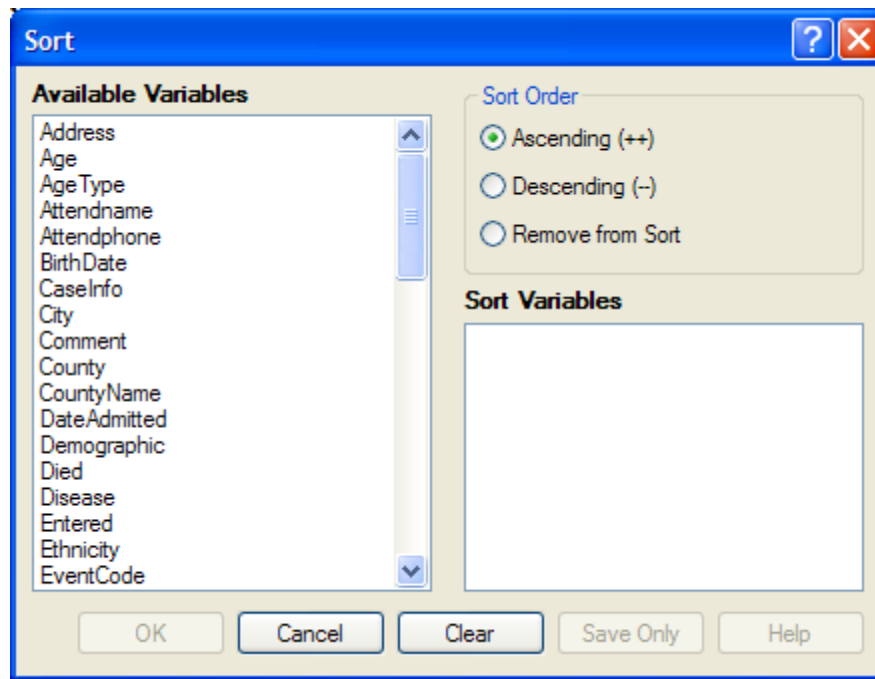 Sort
Available Variables
Address
Age
AgeType
Attendname
Attendphone
BirthDate
CaseInfo
City
Comment
County
CountyName
DateAdmitted
Demographic
Died
Disease
Entered
Ethnicity
EventCode
Sort Order
Ascending (++)
Descending (--)
Remove from Sort
Sort Variables
OK
Cancel
Clear
Save Only
Help